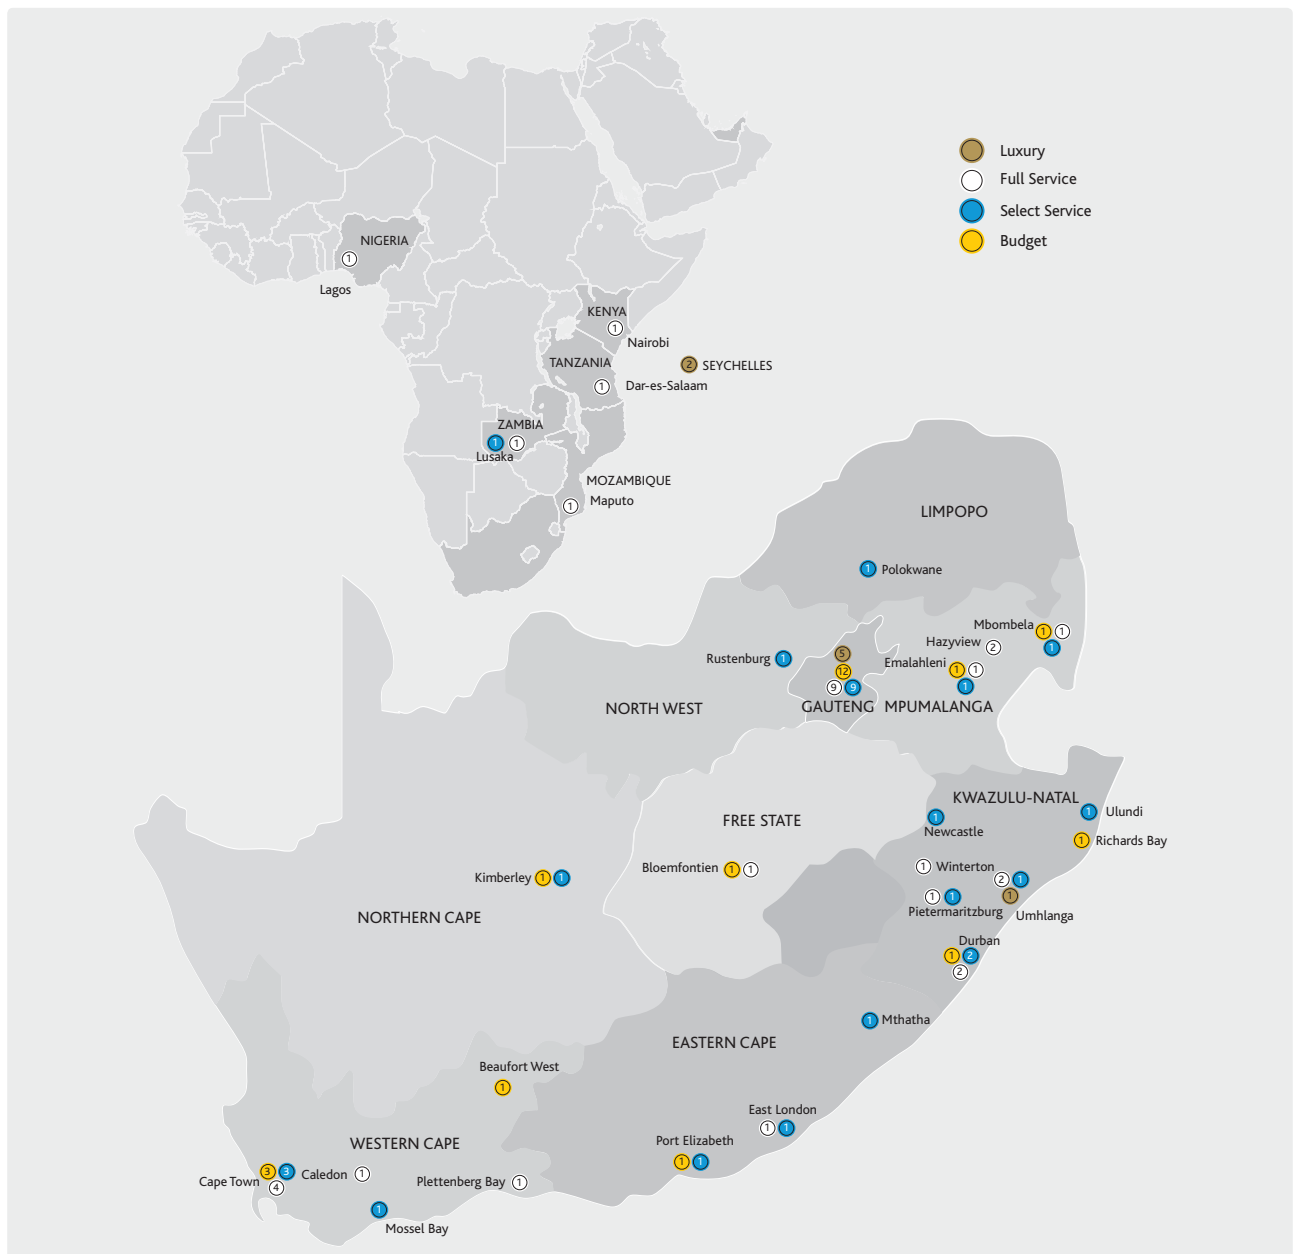 Luxury
Full Service
Select Service
Budget
NIGERIA
1
Lagos
KENYA
1
Nairobi
TANZANIA
2 SEYCHELLES
1 Dar-es-Salaam
ZAMBIA
1 1
Lusaka
MOZAMBIQUE
1 Maputo
LIMPOPO
1 Polokwane
Mbombela 1 1
1
Hazyview 2
Emalahleni 1 1
1
MPUMALANGA
Rustenburg 1
5
12
9 9
GAUTENG
NORTH WEST
KWAZULU-NATAL
1 Ulundi
1
Newcastle
1 Richards Bay
FREE STATE
Bloemfontien 1 1
1 Winterton
2 1
1
Umhlanga
1 1
Pietermaritzburg
Kimberley 1 1
NORTHERN CAPE
Durban
1 2
2
1 Mthatha
EASTERN CAPE
Beaufort West
1
East London
1 1
Port Elizabeth
1 1
WESTERN CAPE
3 3
Cape Town
4
Caledon 1
Plettenberg Bay 1
1
Mossel Bay